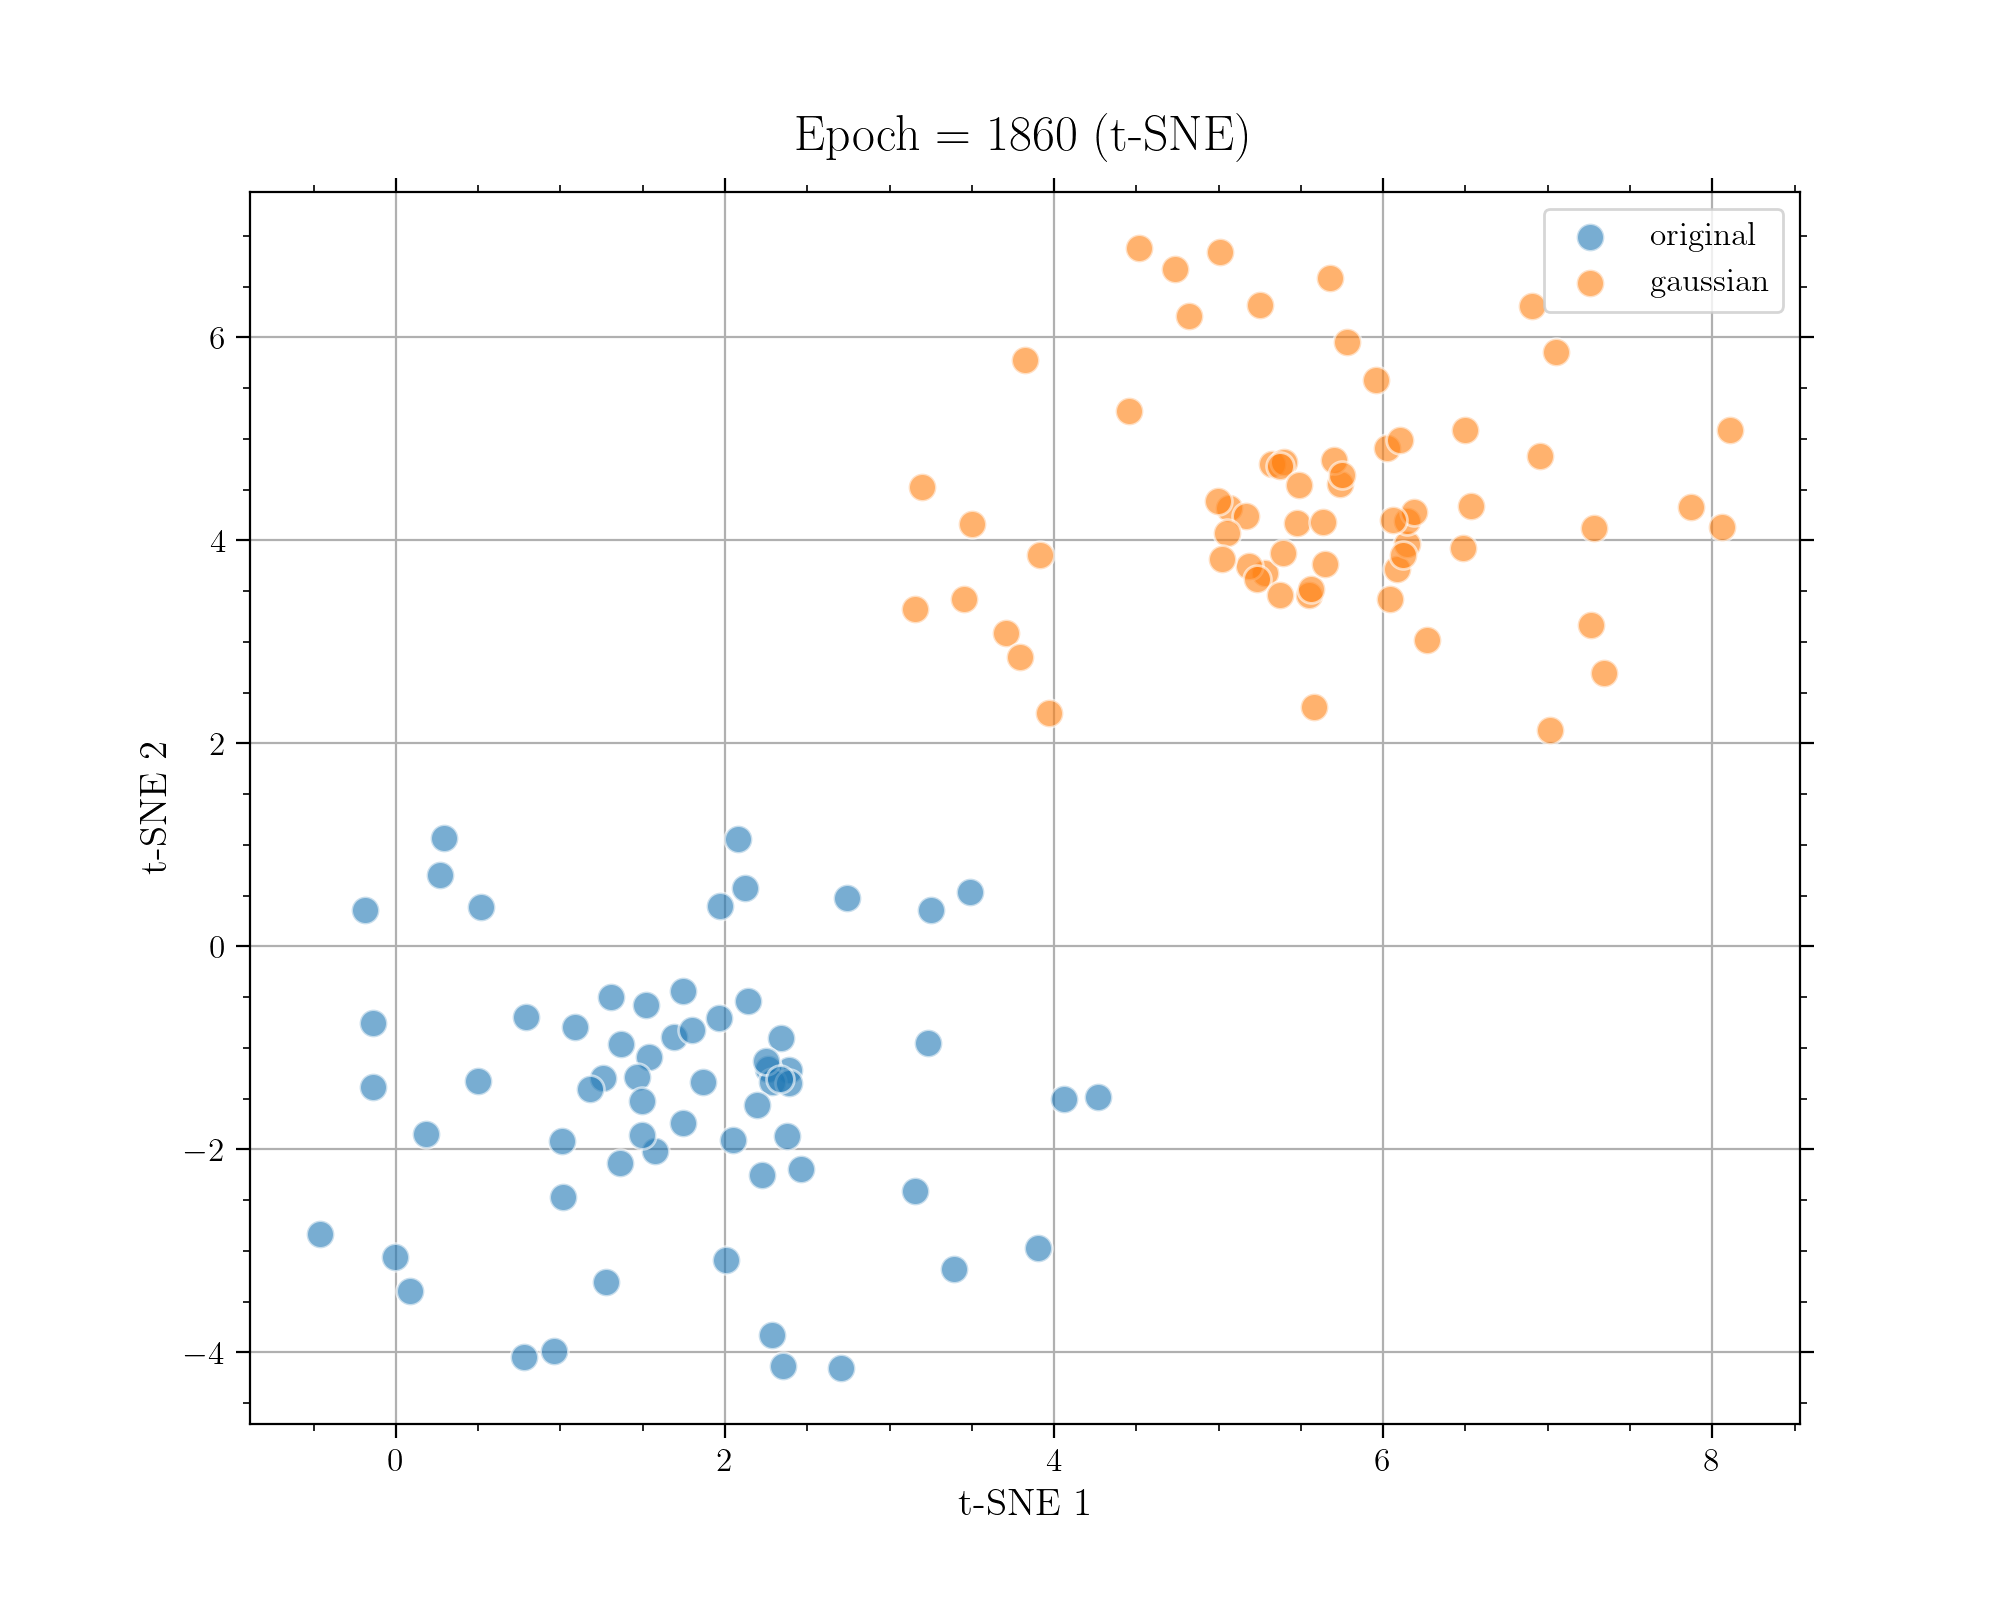 Epoch = 1860 (t-SNE)
original
gaussian
6
4
2
0
−2
−4
t-SNE 2
0 2 4 6 8
t-SNE 1